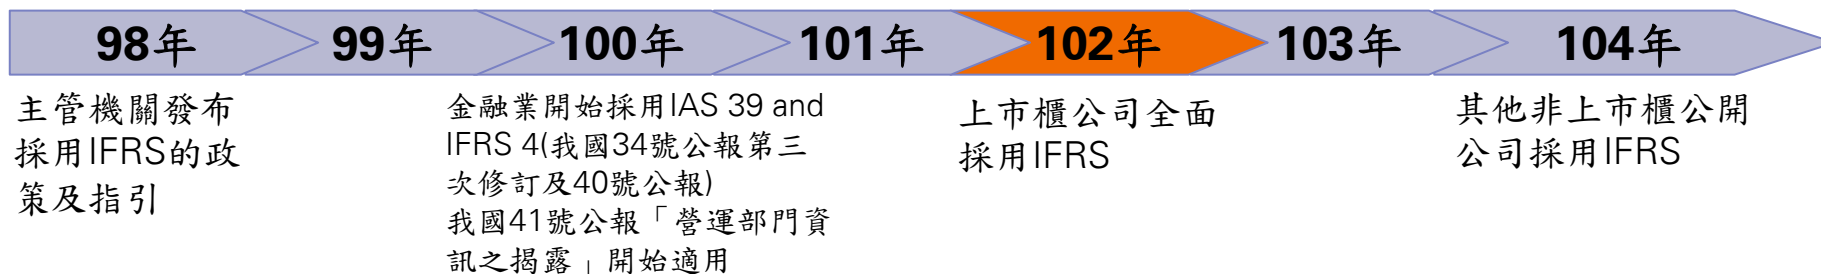 98年
99年
100年
101年
102年
103年
104年
主管機關發布
採用IFRS的政
策及指引
金融業開始採用IAS 39 and
IFRS 4(我國34號公報第三
次修訂及40號公報)
我國41號公報「營運部門資
訊之揭露」開始適用
上市櫃公司全面
採用IFRS
其他非上市櫃公開
公司採用IFRS